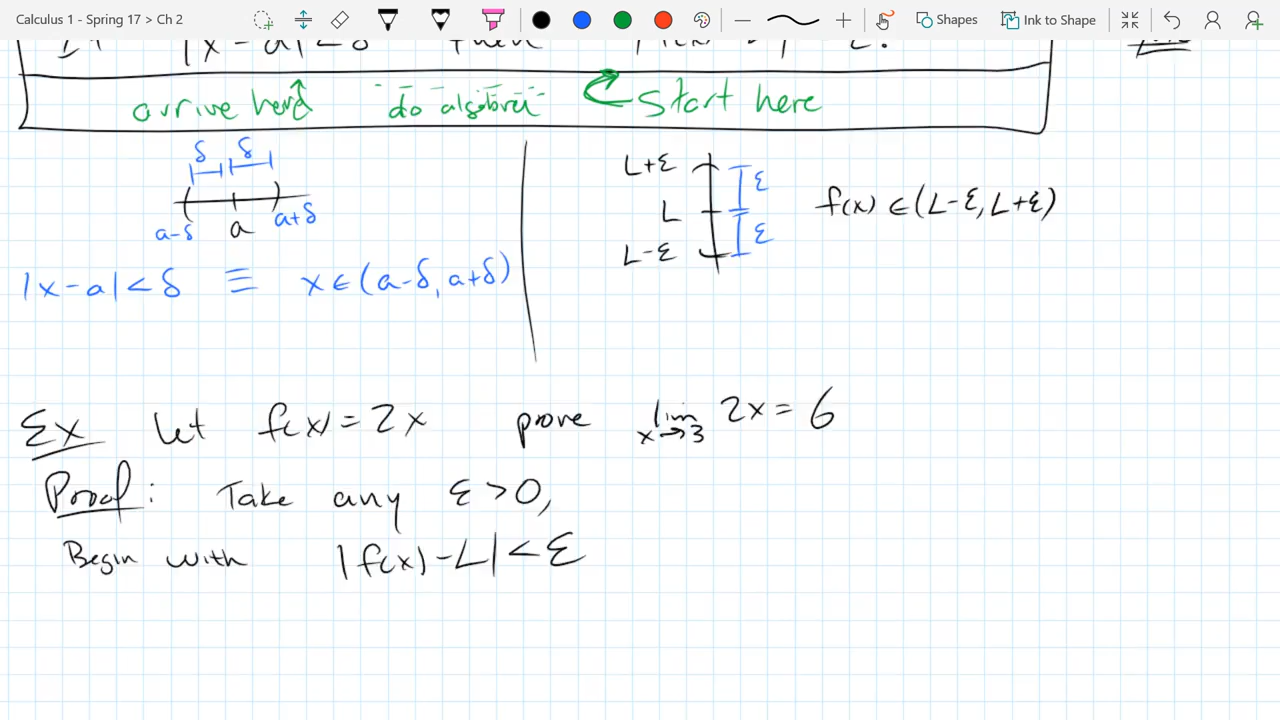 Calculus 1 - Spring 17 > Ch 2
Shapes
Ink to Shape
|x - a| < δ then
arrive here do algebra start here
δ δ
a-δ a a+δ
|x-a| < δ ≡ x ∈ (a-δ, a+δ)
L+ε
L
L-ε
ε
ε
f(x) ∈ (L-ε, L+ε)
Ex Let f(x) = 2x prove lim x→3 2x = 6
Proof: Take any ε > 0,
Begin with |f(x) - L| < ε